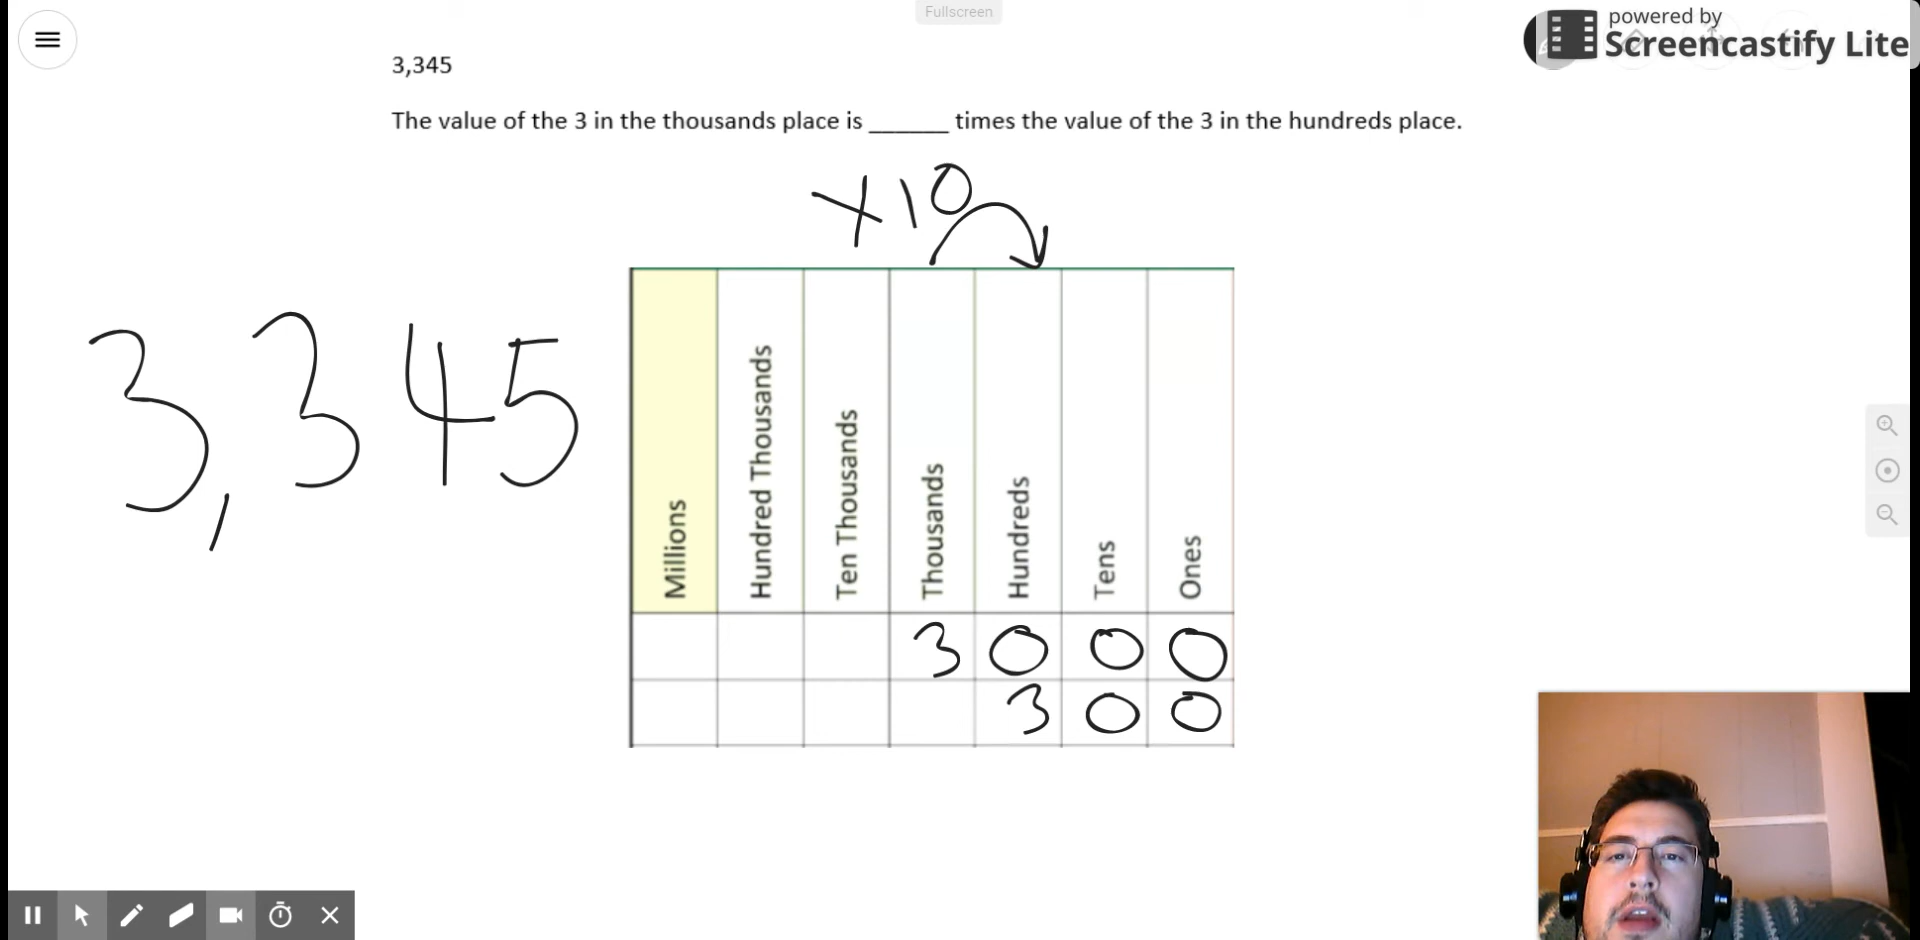 Fullscreen
powered by
Screencastify Lite
3,345
The value of the 3 in the thousands place is ______ times the value of the 3 in the hundreds place.
×10
3,345
Millions
Hundred Thousands
Ten Thousands
Thousands
Hundreds
Tens
Ones
3 0 0 0
3 0 0